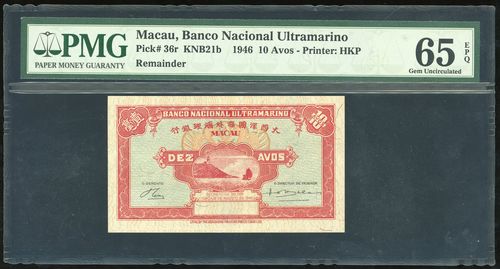 PMG
PAPER MONEY GUARANTY
Macau, Banco Nacional Ultramarino
Pick# 36r KNB21b 1946 10 Avos - Printer: HKP
Remainder
65 EPQ
Gem Uncirculated
BANCO NACIONAL ULTRAMARINO
行銀理滙外海國洋西大
MACAU
DEZ AVOS
O GERENTE